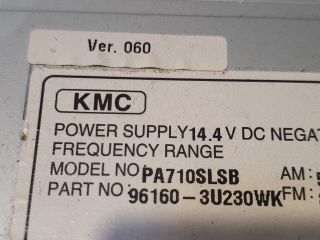 Ver. 060
KMC
POWER SUPPLY 14.4 V DC NEGA
FREQUENCY RANGE
MODEL NO PA710SLSB AM:
PART NO : 96160-3U230WK FM: